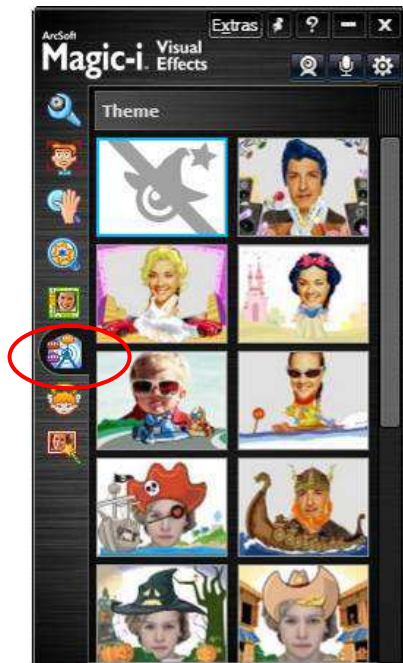 Extras ?
ArcSoft
Magic-i. Visual
Effects
Theme